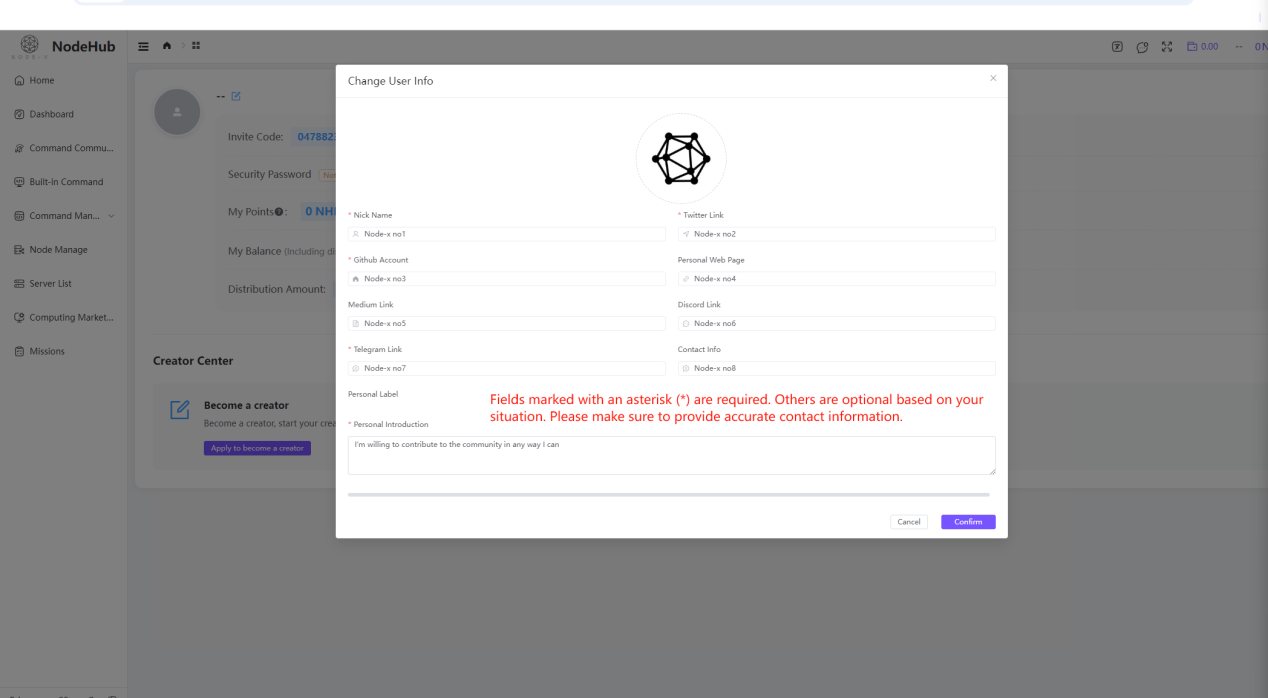 NodeHub
NODE-X
0.00
--
0 N
Home
Dashboard
Command Commu...
Built-in Command
Command Man...
Node Manage
Server List
Computing Market...
Missions
--
Invite Code: 047882
Security Password
My Points : 0 NH
My Balance (Including di
Distribution Amount:
Creator Center
Become a creator
Become a creator, start your crea
Apply to become a creator
Change User Info
* Nick Name
Node-x no1
* Twitter Link
Node-x no2
* Github Account
Node-x no3
Personal Web Page
Node-x no4
Medium Link
Node-x no5
Discord Link
Node-x no6
* Telegram Link
Node-x no7
Contact Info
Node-x no8
Personal Label
Fields marked with an asterisk (*) are required. Others are optional based on your
situation. Please make sure to provide accurate contact information.
* Personal Introduction
I'm willing to contribute to the community in any way I can
Cancel
Confirm